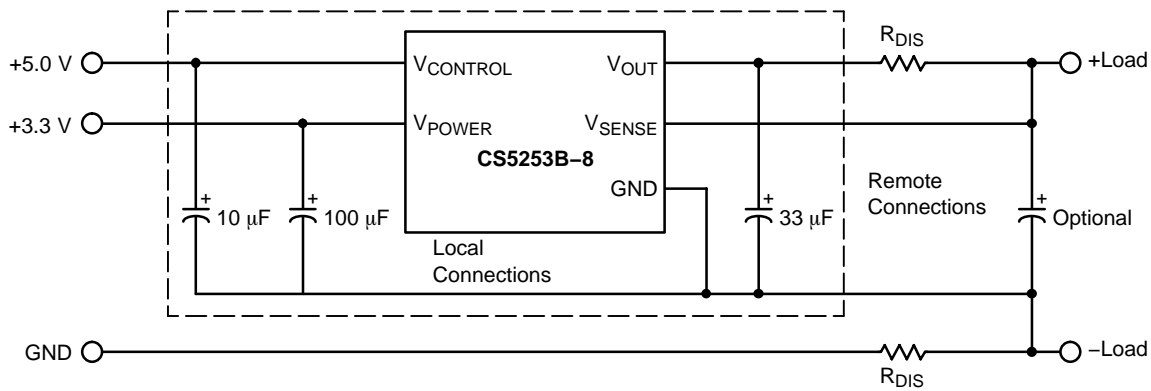 R_DIS
+5.0 V
V_CONTROL
V_OUT
+Load
+3.3 V
V_POWER
V_SENSE
CS5253B−8
GND
Remote
Connections
+
10 μF
+
100 μF
+
33 μF
+
Optional
Local
Connections
GND
−Load
R_DIS